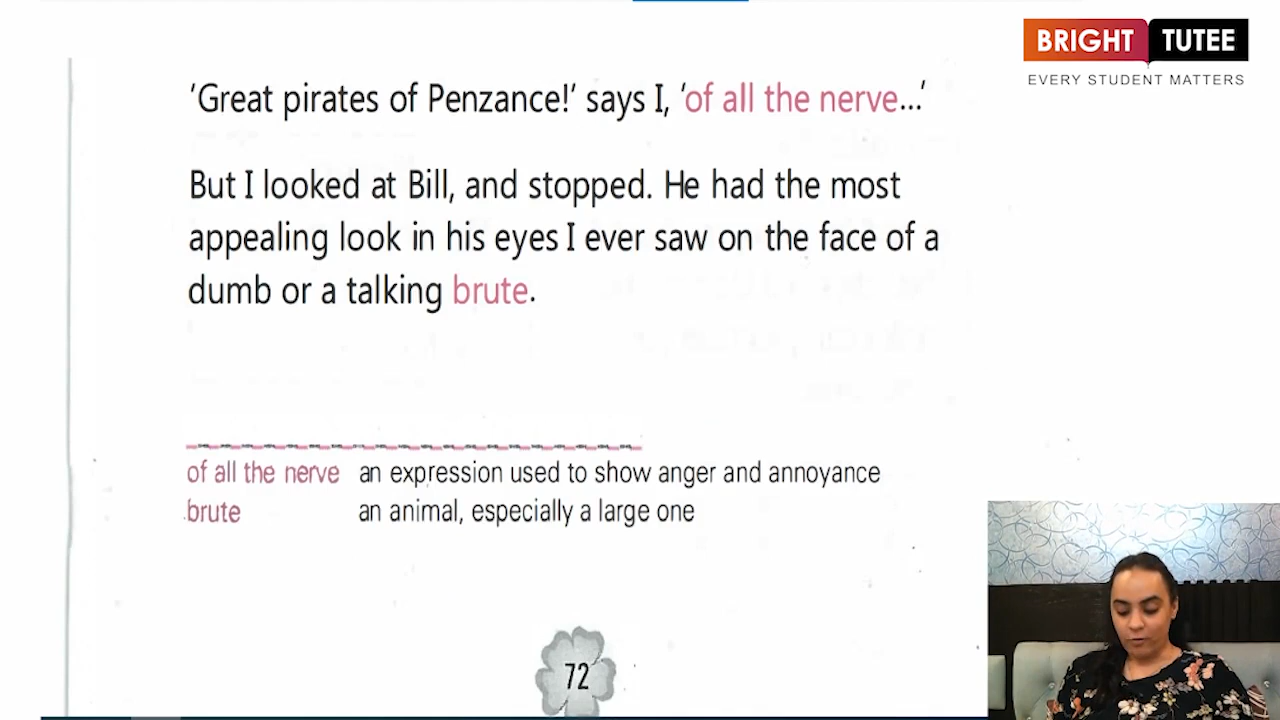 BRIGHT TUTEE
EVERY STUDENT MATTERS
‘Great pirates of Penzance!’ says I, ‘of all the nerve...’
But I looked at Bill, and stopped. He had the most
appealing look in his eyes I ever saw on the face of a
dumb or a talking brute.
of all the nerve an expression used to show anger and annoyance
brute an animal, especially a large one
72